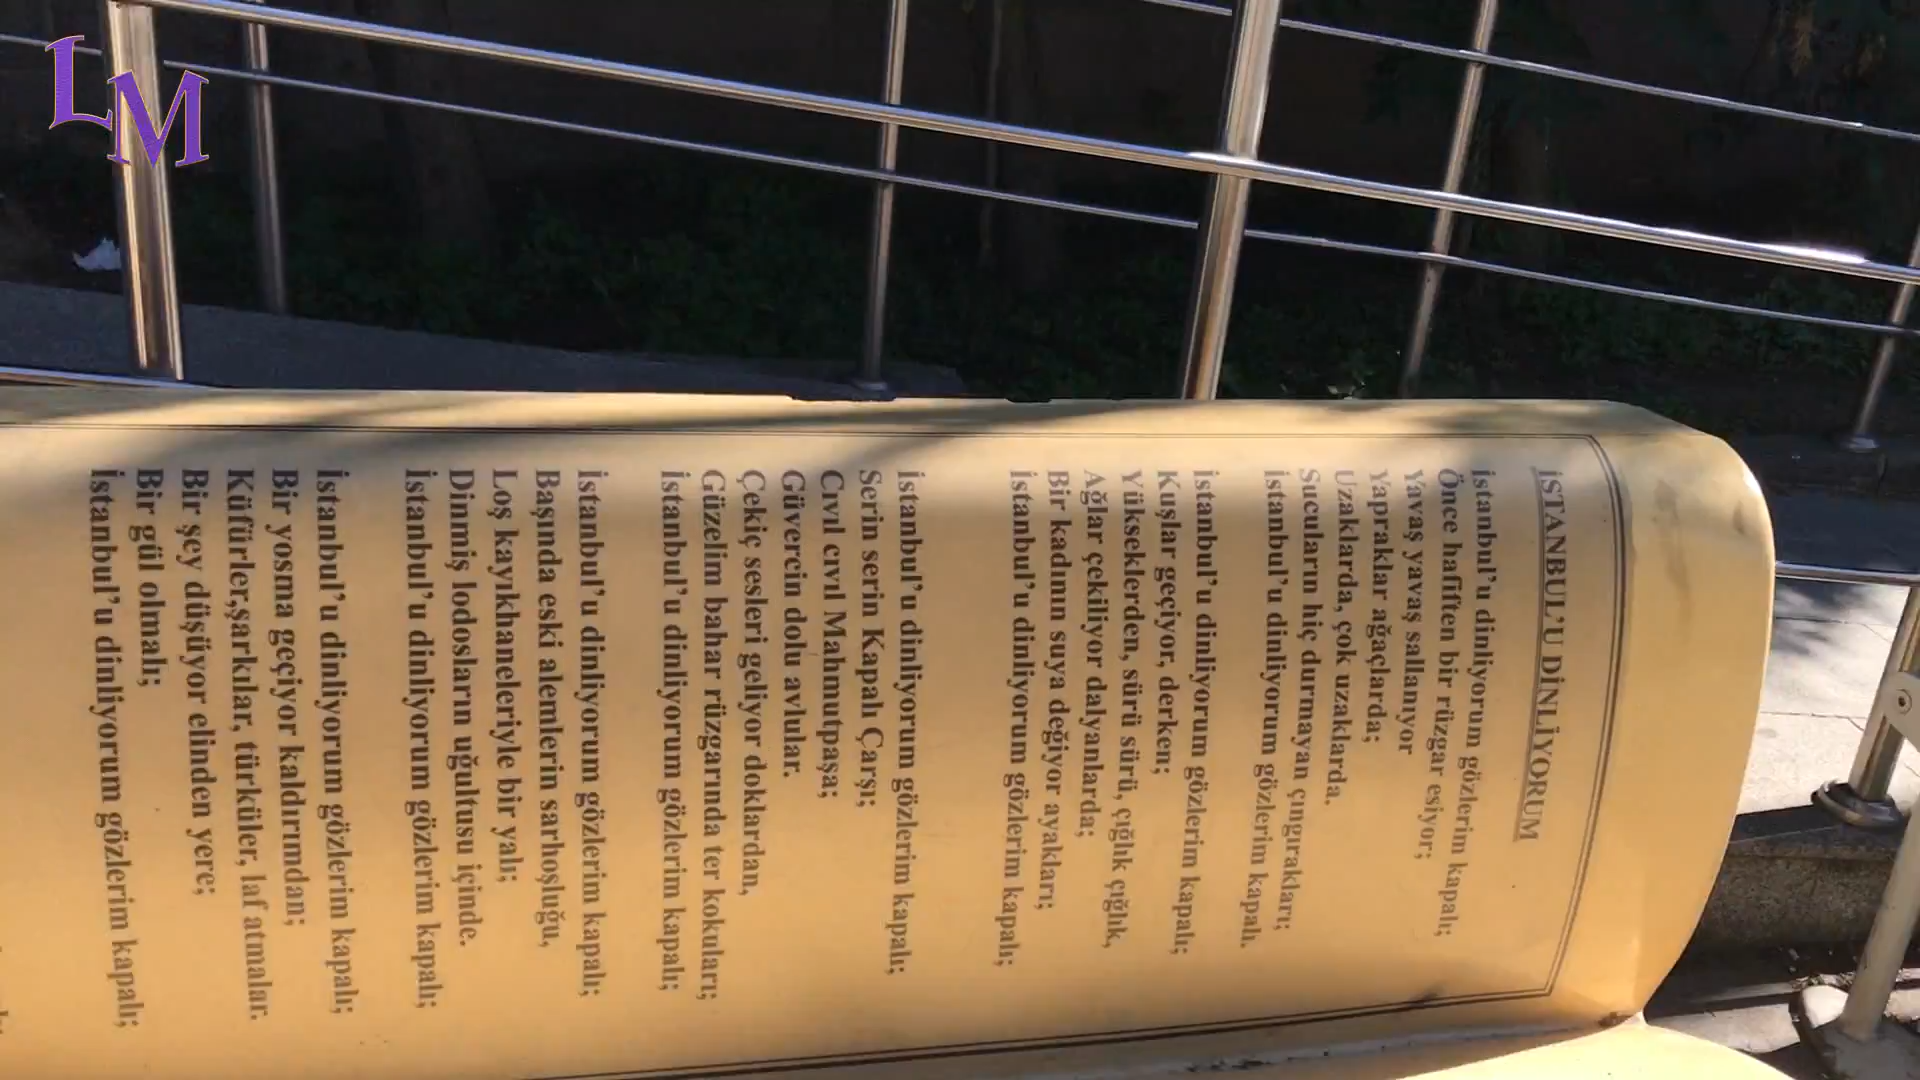 LM
İSTANBUL'U DİNLİYORUM
İstanbul'u dinliyorum gözlerim kapalı;
Önce hafiften bir rüzgar esiyor;
Yavaş yavaş sallanıyor
Yapraklar ağaçlarda;
Uzaklarda, çok uzaklarda.
Sucuların hiç durmayan çıngırakları;
İstanbul'u dinliyorum gözlerim kapalı.
İstanbul'u dinliyorum gözlerim kapalı;
Kuşlar geçiyor, derken;
Yükseklerden, sürü sürü, çığlık çığlık,
Ağlar çekiliyor dalyanlarda;
Bir kadının suya değiyor ayakları;
İstanbul'u dinliyorum gözlerim kapalı;
İstanbul'u dinliyorum gözlerim kapalı;
Serin serin Kapalı Çarşı;
Cıvıl cıvıl Mahmutpaşa;
Güvercin dolu avlular.
Çekiç sesleri geliyor doklardan,
Güzelim bahar rüzgarında ter kokuları;
İstanbul'u dinliyorum gözlerim kapalı;
İstanbul'u dinliyorum gözlerim kapalı;
Başında eski alemlerin sarhoşluğu,
Loş kayıkhaneleriyle bir yalı;
Dinmiş lodosların uğultusu içinde.
İstanbul'u dinliyorum gözlerim kapalı;
İstanbul'u dinliyorum gözlerim kapalı;
Bir yosma geçiyor kaldırımdan;
Küfürler,şarkılar, türküler, laf atmalar.
Bir şey düşüyor elinden yere;
Bir gül olmalı;
İstanbul'u dinliyorum gözlerim kapalı;